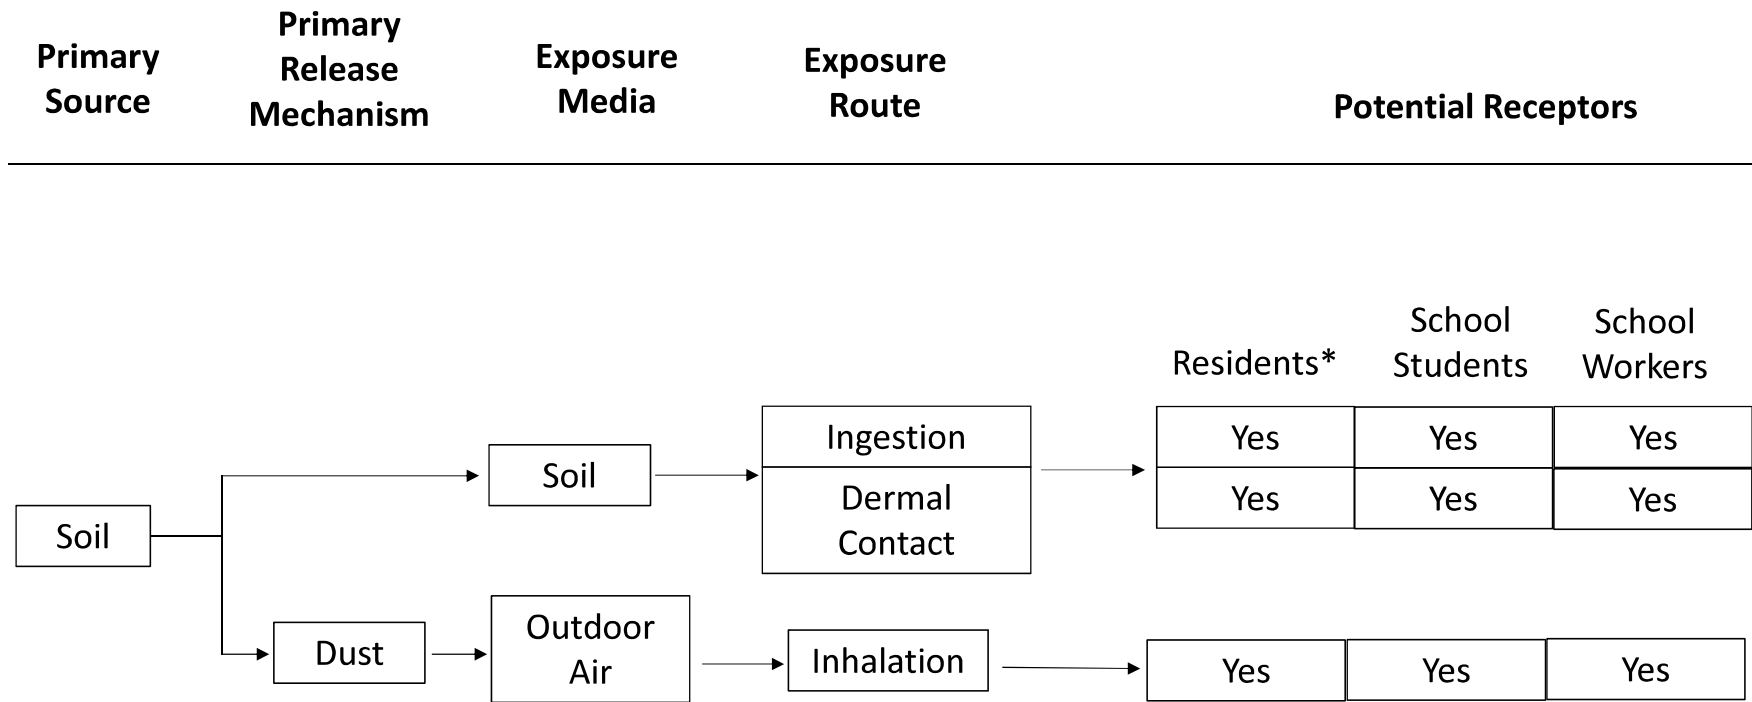 Primary
Source
Primary
Release
Mechanism
Exposure
Media
Exposure
Route
Potential Receptors
Residents*
School
Students
School
Workers
Soil
Soil
Ingestion
Dermal
Contact
Yes
Yes
Yes
Yes
Yes
Yes
Dust
Outdoor
Air
Inhalation
Yes
Yes
Yes